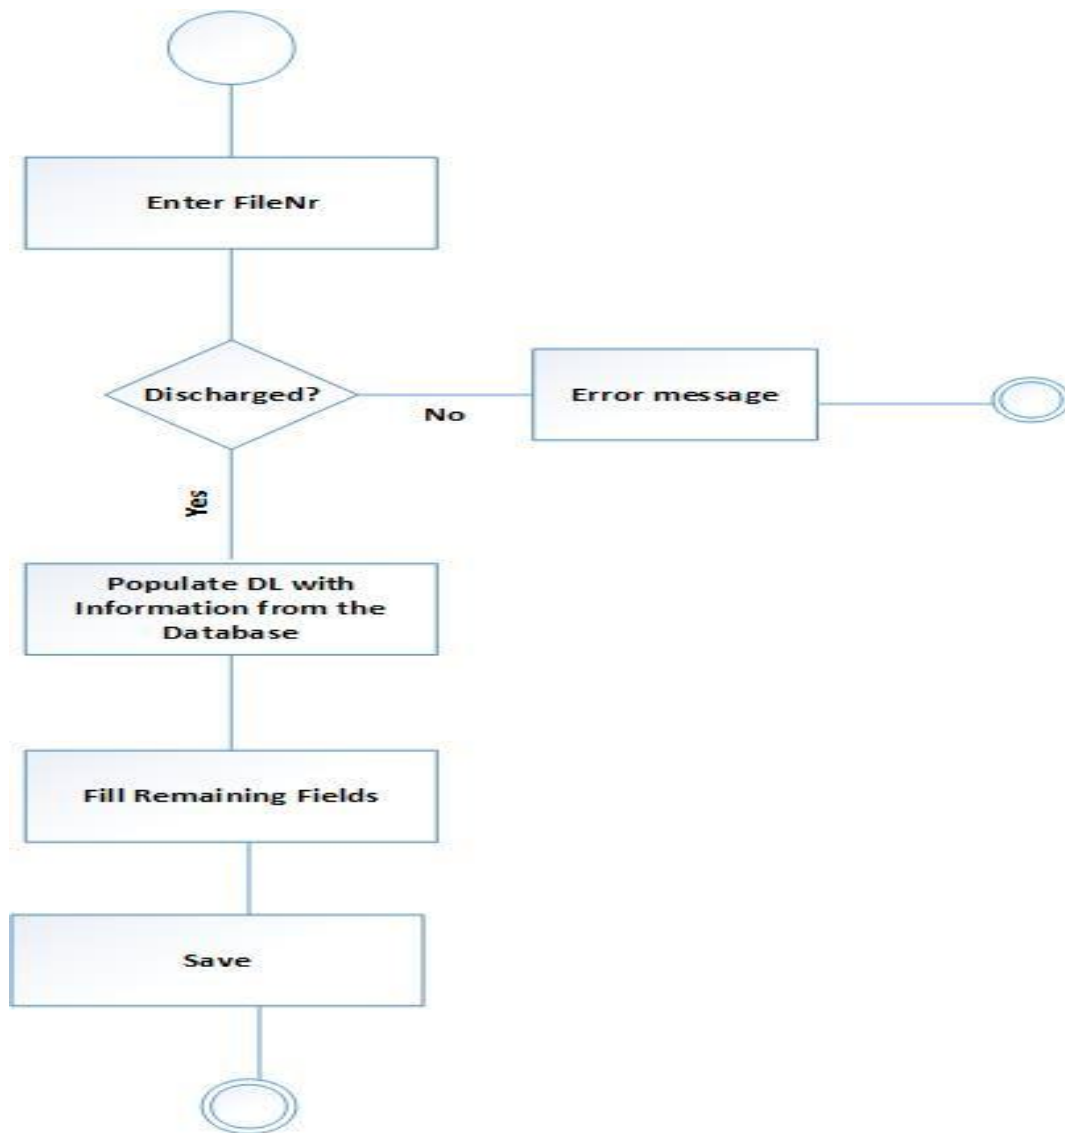 Enter FileNr
Discharged?
No
Error message
Yes
Populate DL with
Information from the
Database
Fill Remaining Fields
Save